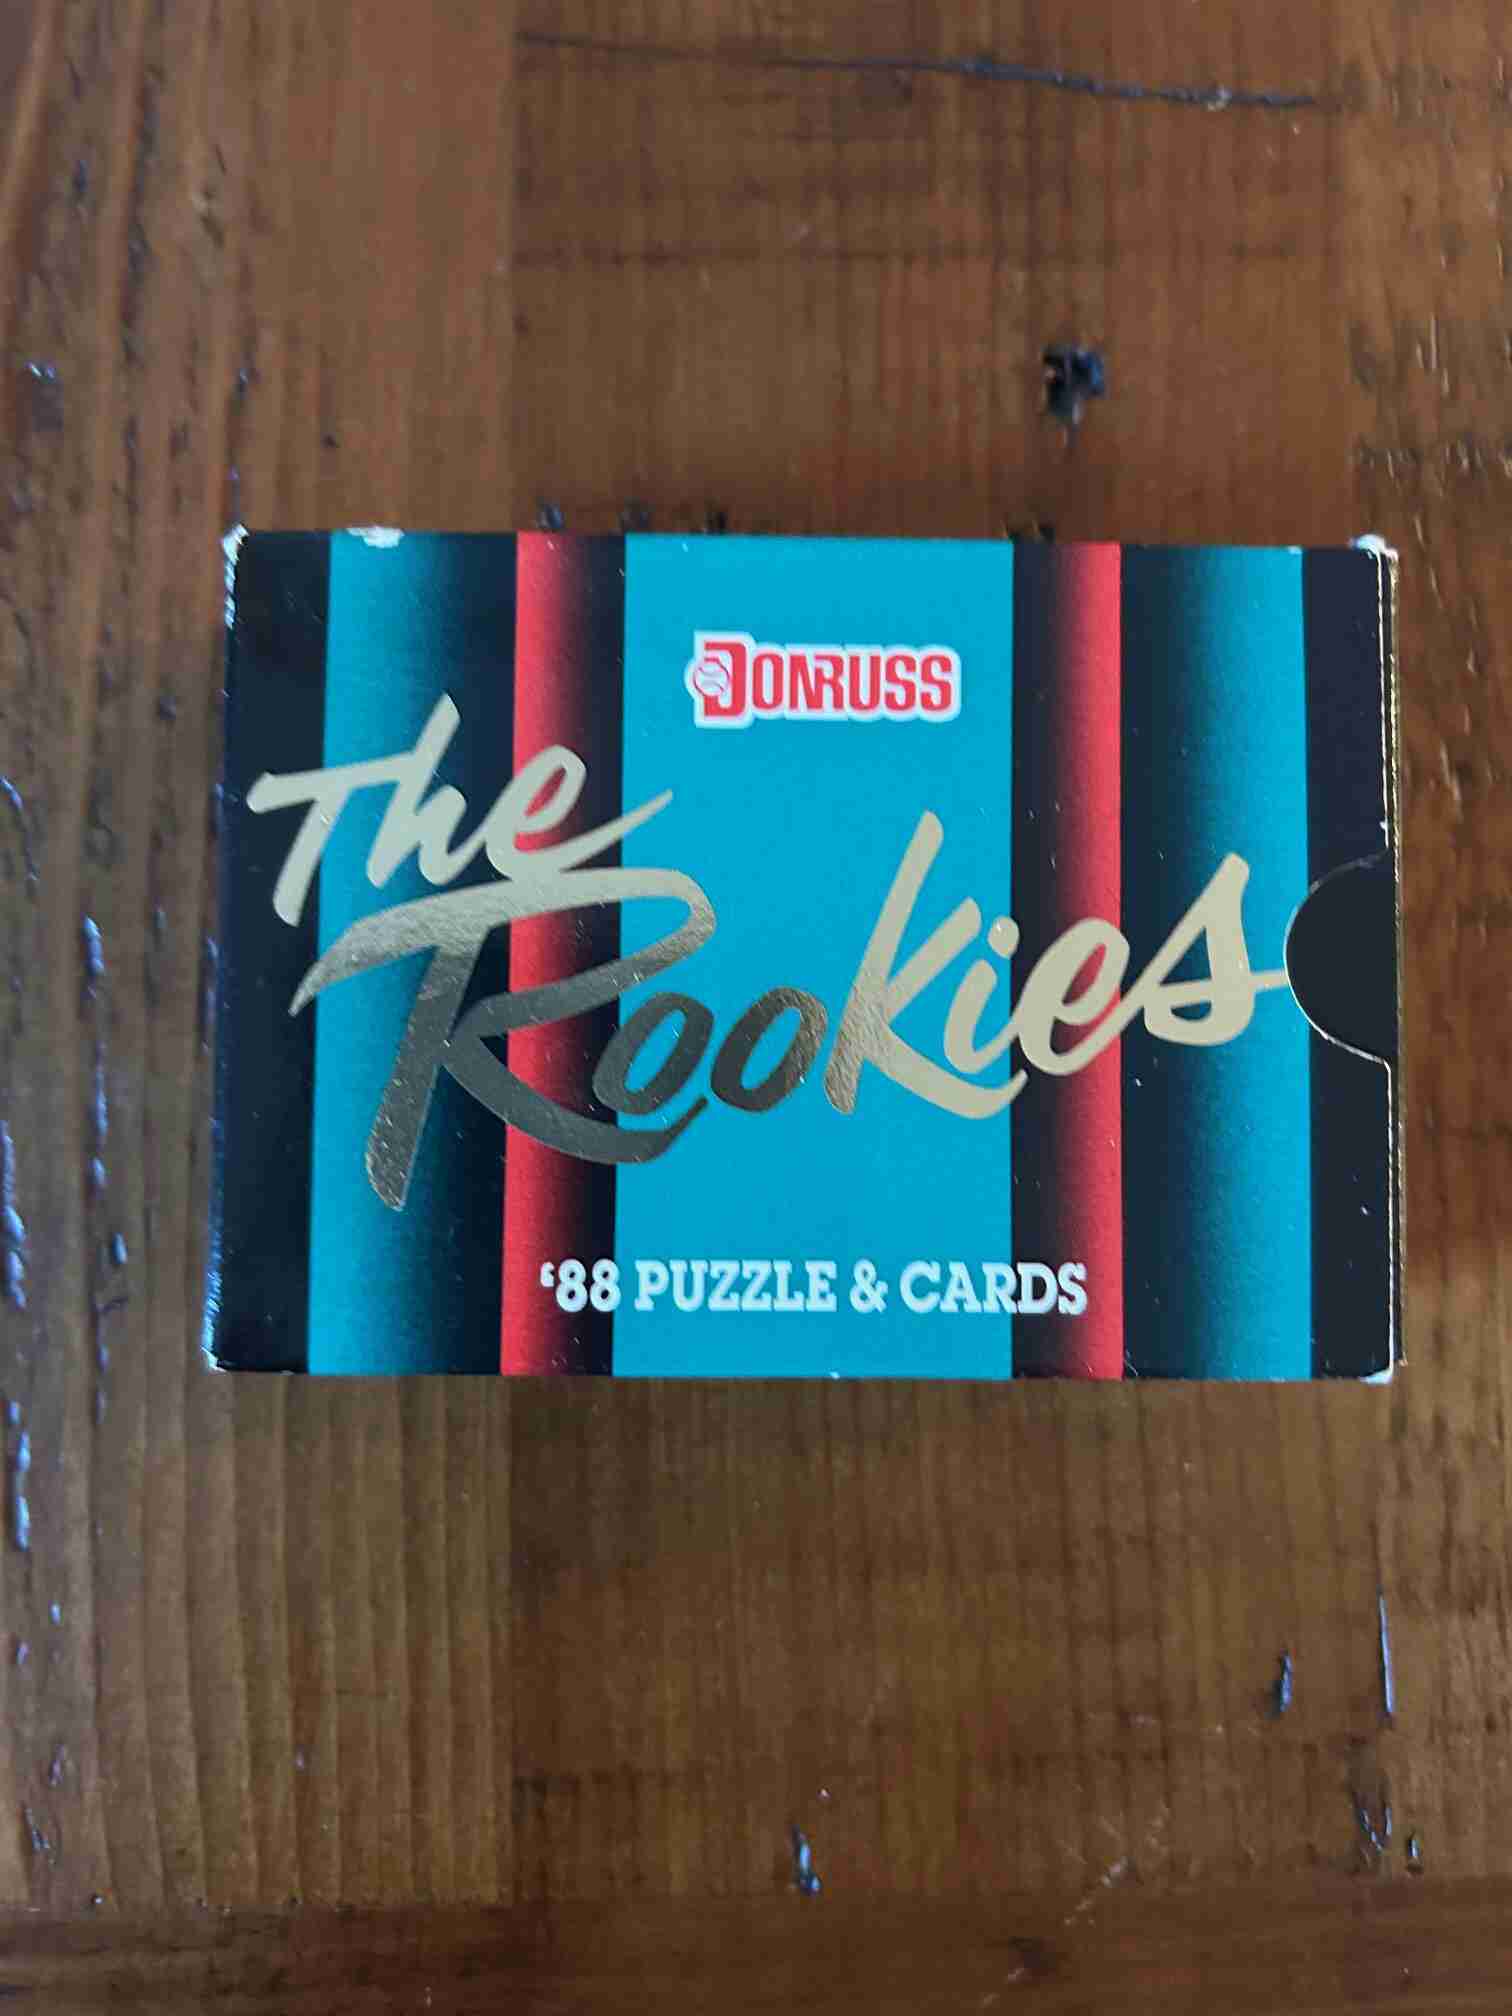 DONRUSS
The
Rookies
‘88 PUZZLE & CARDS